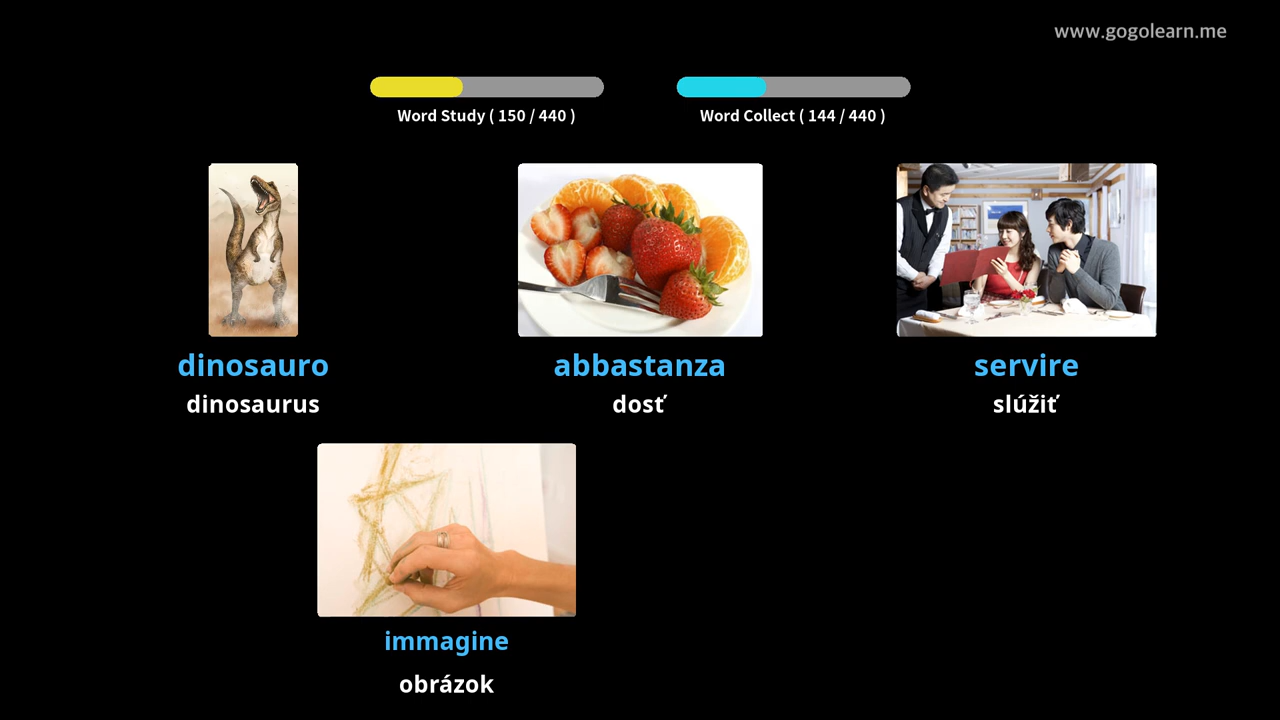 www.gogolearn.me
Word Study ( 150 / 440 )
Word Collect ( 144 / 440 )
dinosauro
dinosaurus
abbastanza
dosť
servire
slúžiť
immagine
obrázok